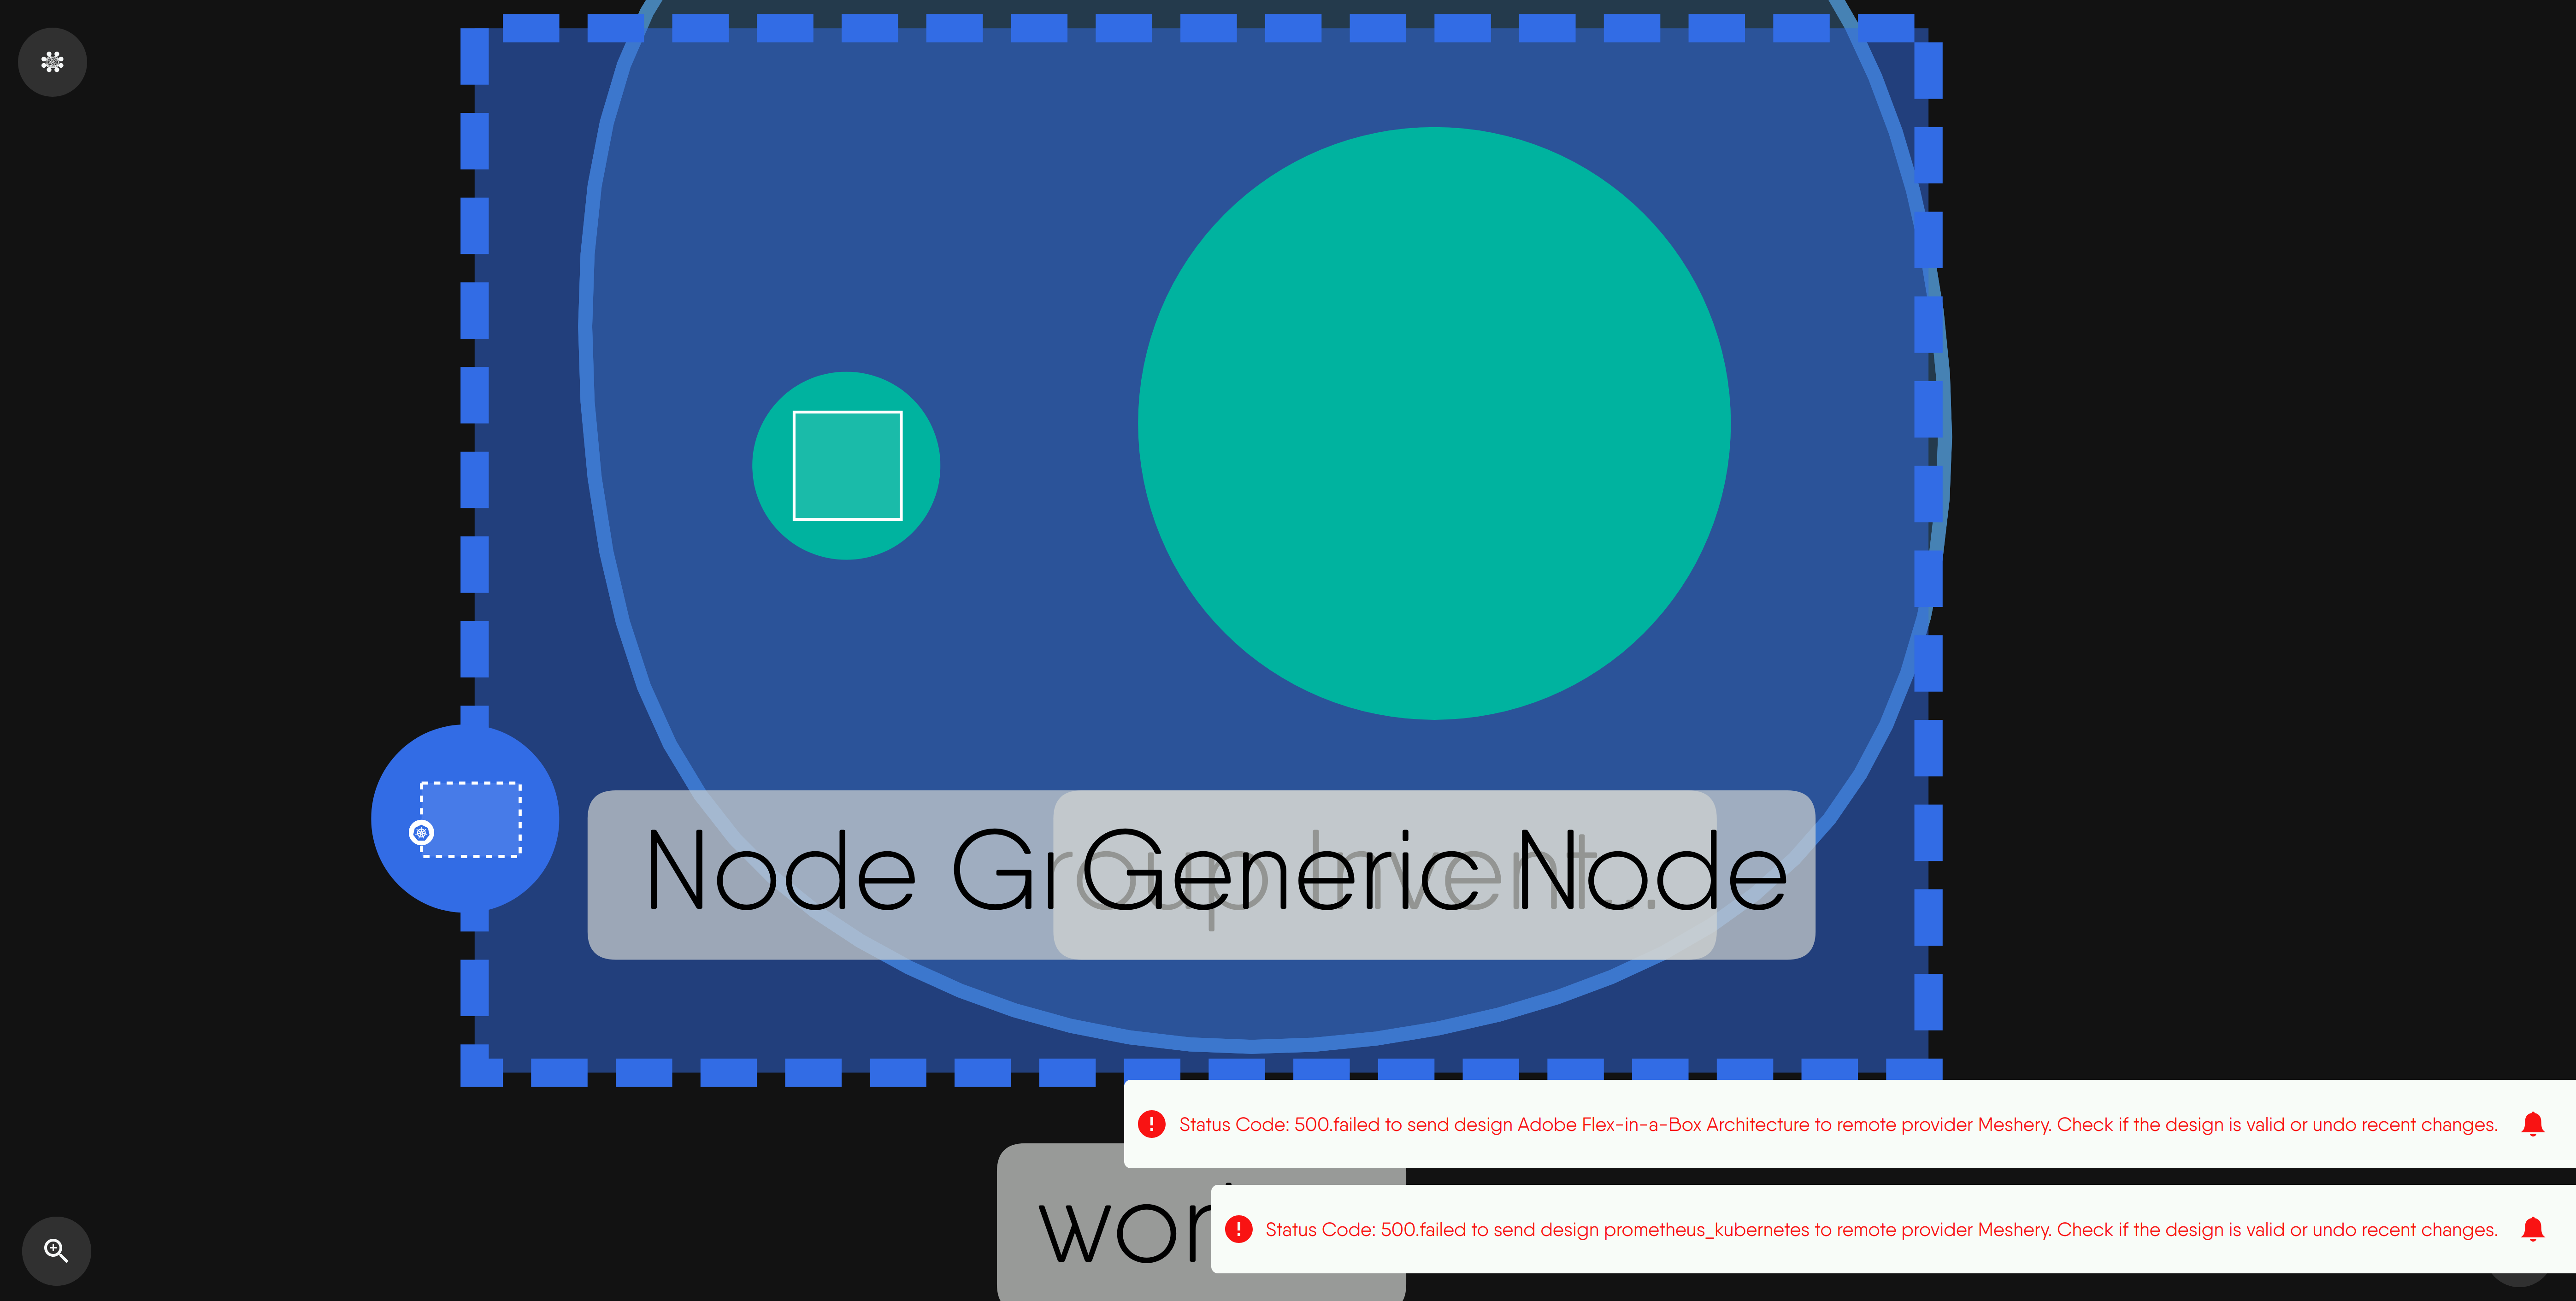 Node Group Invent...
Generic Node
Status Code: 500.failed to send design Adobe Flex-in-a-Box Architecture to remote provider Meshery. Check if the design is valid or undo recent changes.
Status Code: 500.failed to send design prometheus_kubernetes to remote provider Meshery. Check if the design is valid or undo recent changes.